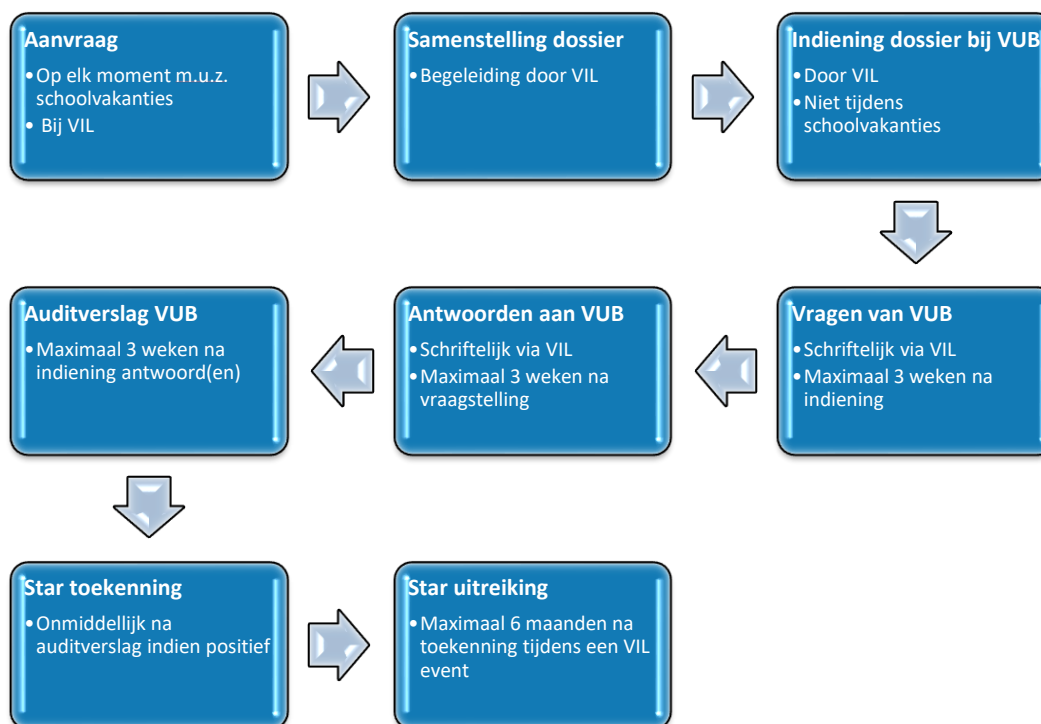 Aanvraag
•Op elk moment m.u.z.
schoolvakanties
• Bij VIL
Samenstelling dossier
•Begeleiding door VIL
Indiening dossier bij VUB
•Door VIL
•Niet tijdens
schoolvakanties
Vragen van VUB
•Schriftelijk via VIL
•Maximaal 3 weken na
indiening
Antwoorden aan VUB
•Schriftelijk via VIL
•Maximaal 3 weken na
vraagstelling
Auditverslag VUB
•Maximaal 3 weken na
indiening antwoord(en)
Star toekenning
•Onmiddellijk na
auditverslag indien positief
Star uitreiking
•Maximaal 6 maanden na
toekenning tijdens een VIL
event